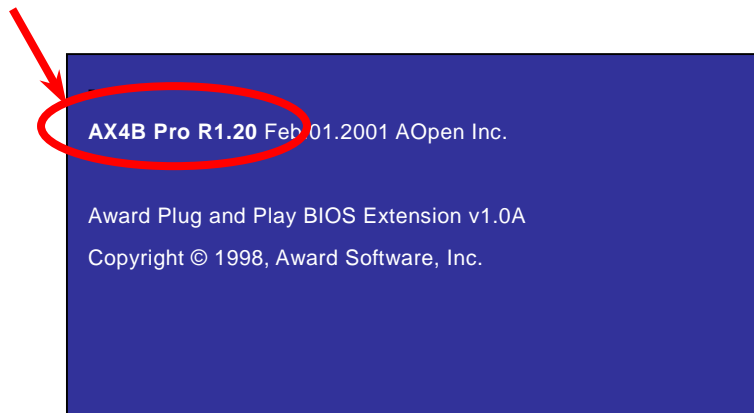 AX4B Pro R1.20 Feb.01.2001 AOpen Inc.
Award Plug and Play BIOS Extension v1.0A
Copyright © 1998, Award Software, Inc.